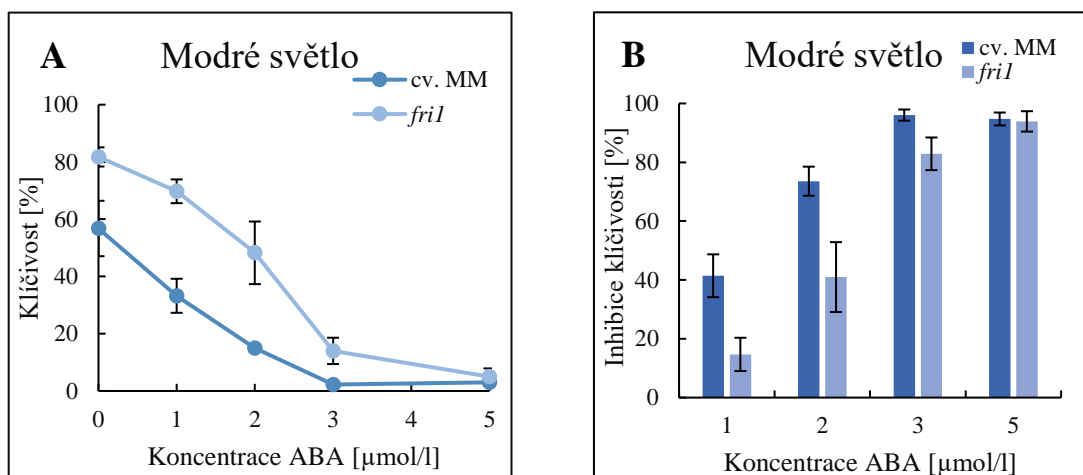 A
Modré světlo
cv. MM
fri1
Klíčivost [%]
100
80
60
40
20
0
0 1 2 3 4 5
Koncentrace ABA [µmol/l]
B
Modré světlo
cv. MM
fri1
Inhibice klíčivosti [%]
100
80
60
40
20
0
1 2 3 5
Koncentrace ABA [µmol/l]